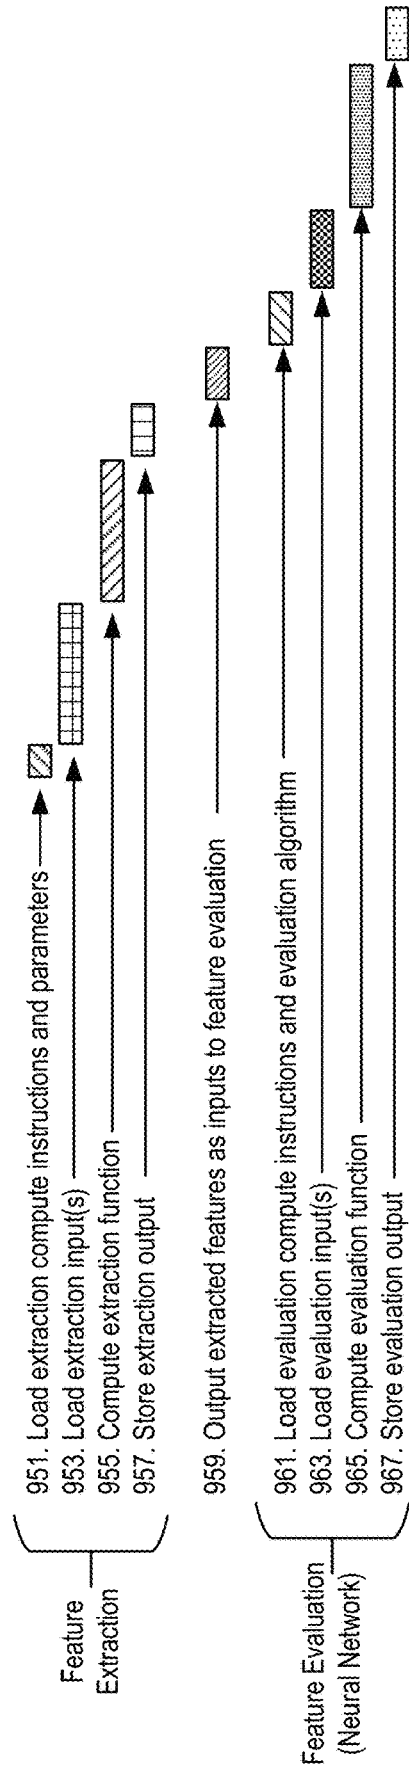 Feature
Extraction
951. Load extraction compute instructions and parameters
953. Load extraction input(s)
955. Compute extraction function
957. Store extraction output
959. Output extracted features as inputs to feature evaluation
Feature Evaluation
(Neural Network)
961. Load evaluation compute instructions and evaluation algorithm
963. Load evaluation input(s)
965. Compute evaluation function
967. Store evaluation output